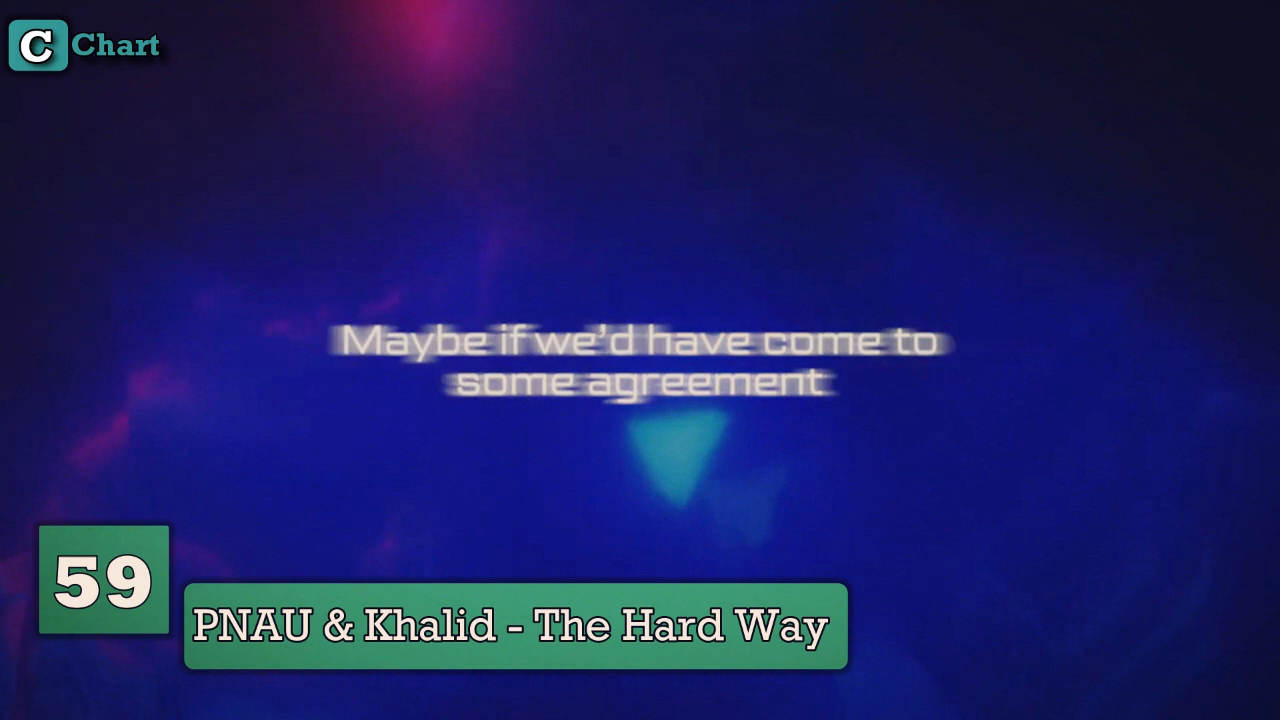 C Chart
Maybe if we'd have come to
some agreement
59
PNAU & Khalid - The Hard Way